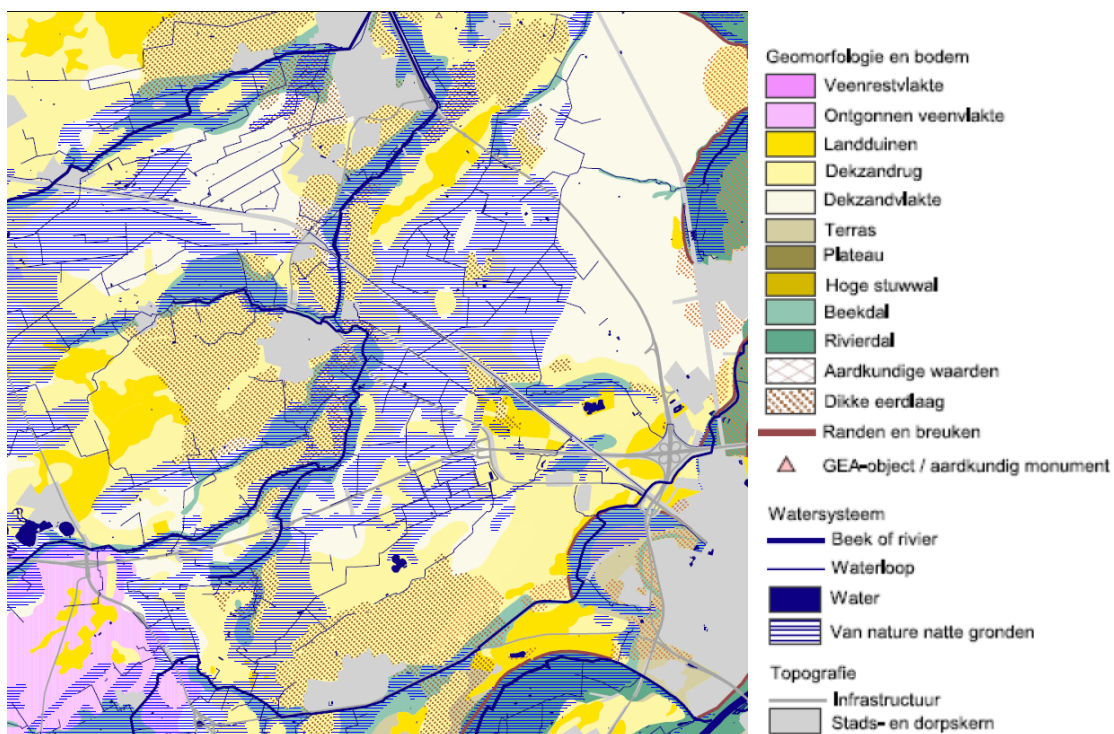 Geomorfologie en bodem
Veenrestvlakte
Ontgonnen veenvlakte
Landduinen
Dekzandrug
Dekzandvlakte
Terras
Plateau
Hoge stuwwal
Beekdal
Rivierdal
Aardkundige waarden
Dikke eerdlaag
Randen en breuken
GEA-object / aardkundig monument
Watersysteem
Beek of rivier
Waterloop
Water
Van nature natte gronden
Topografie
Infrastructuur
Stads- en dorpskern